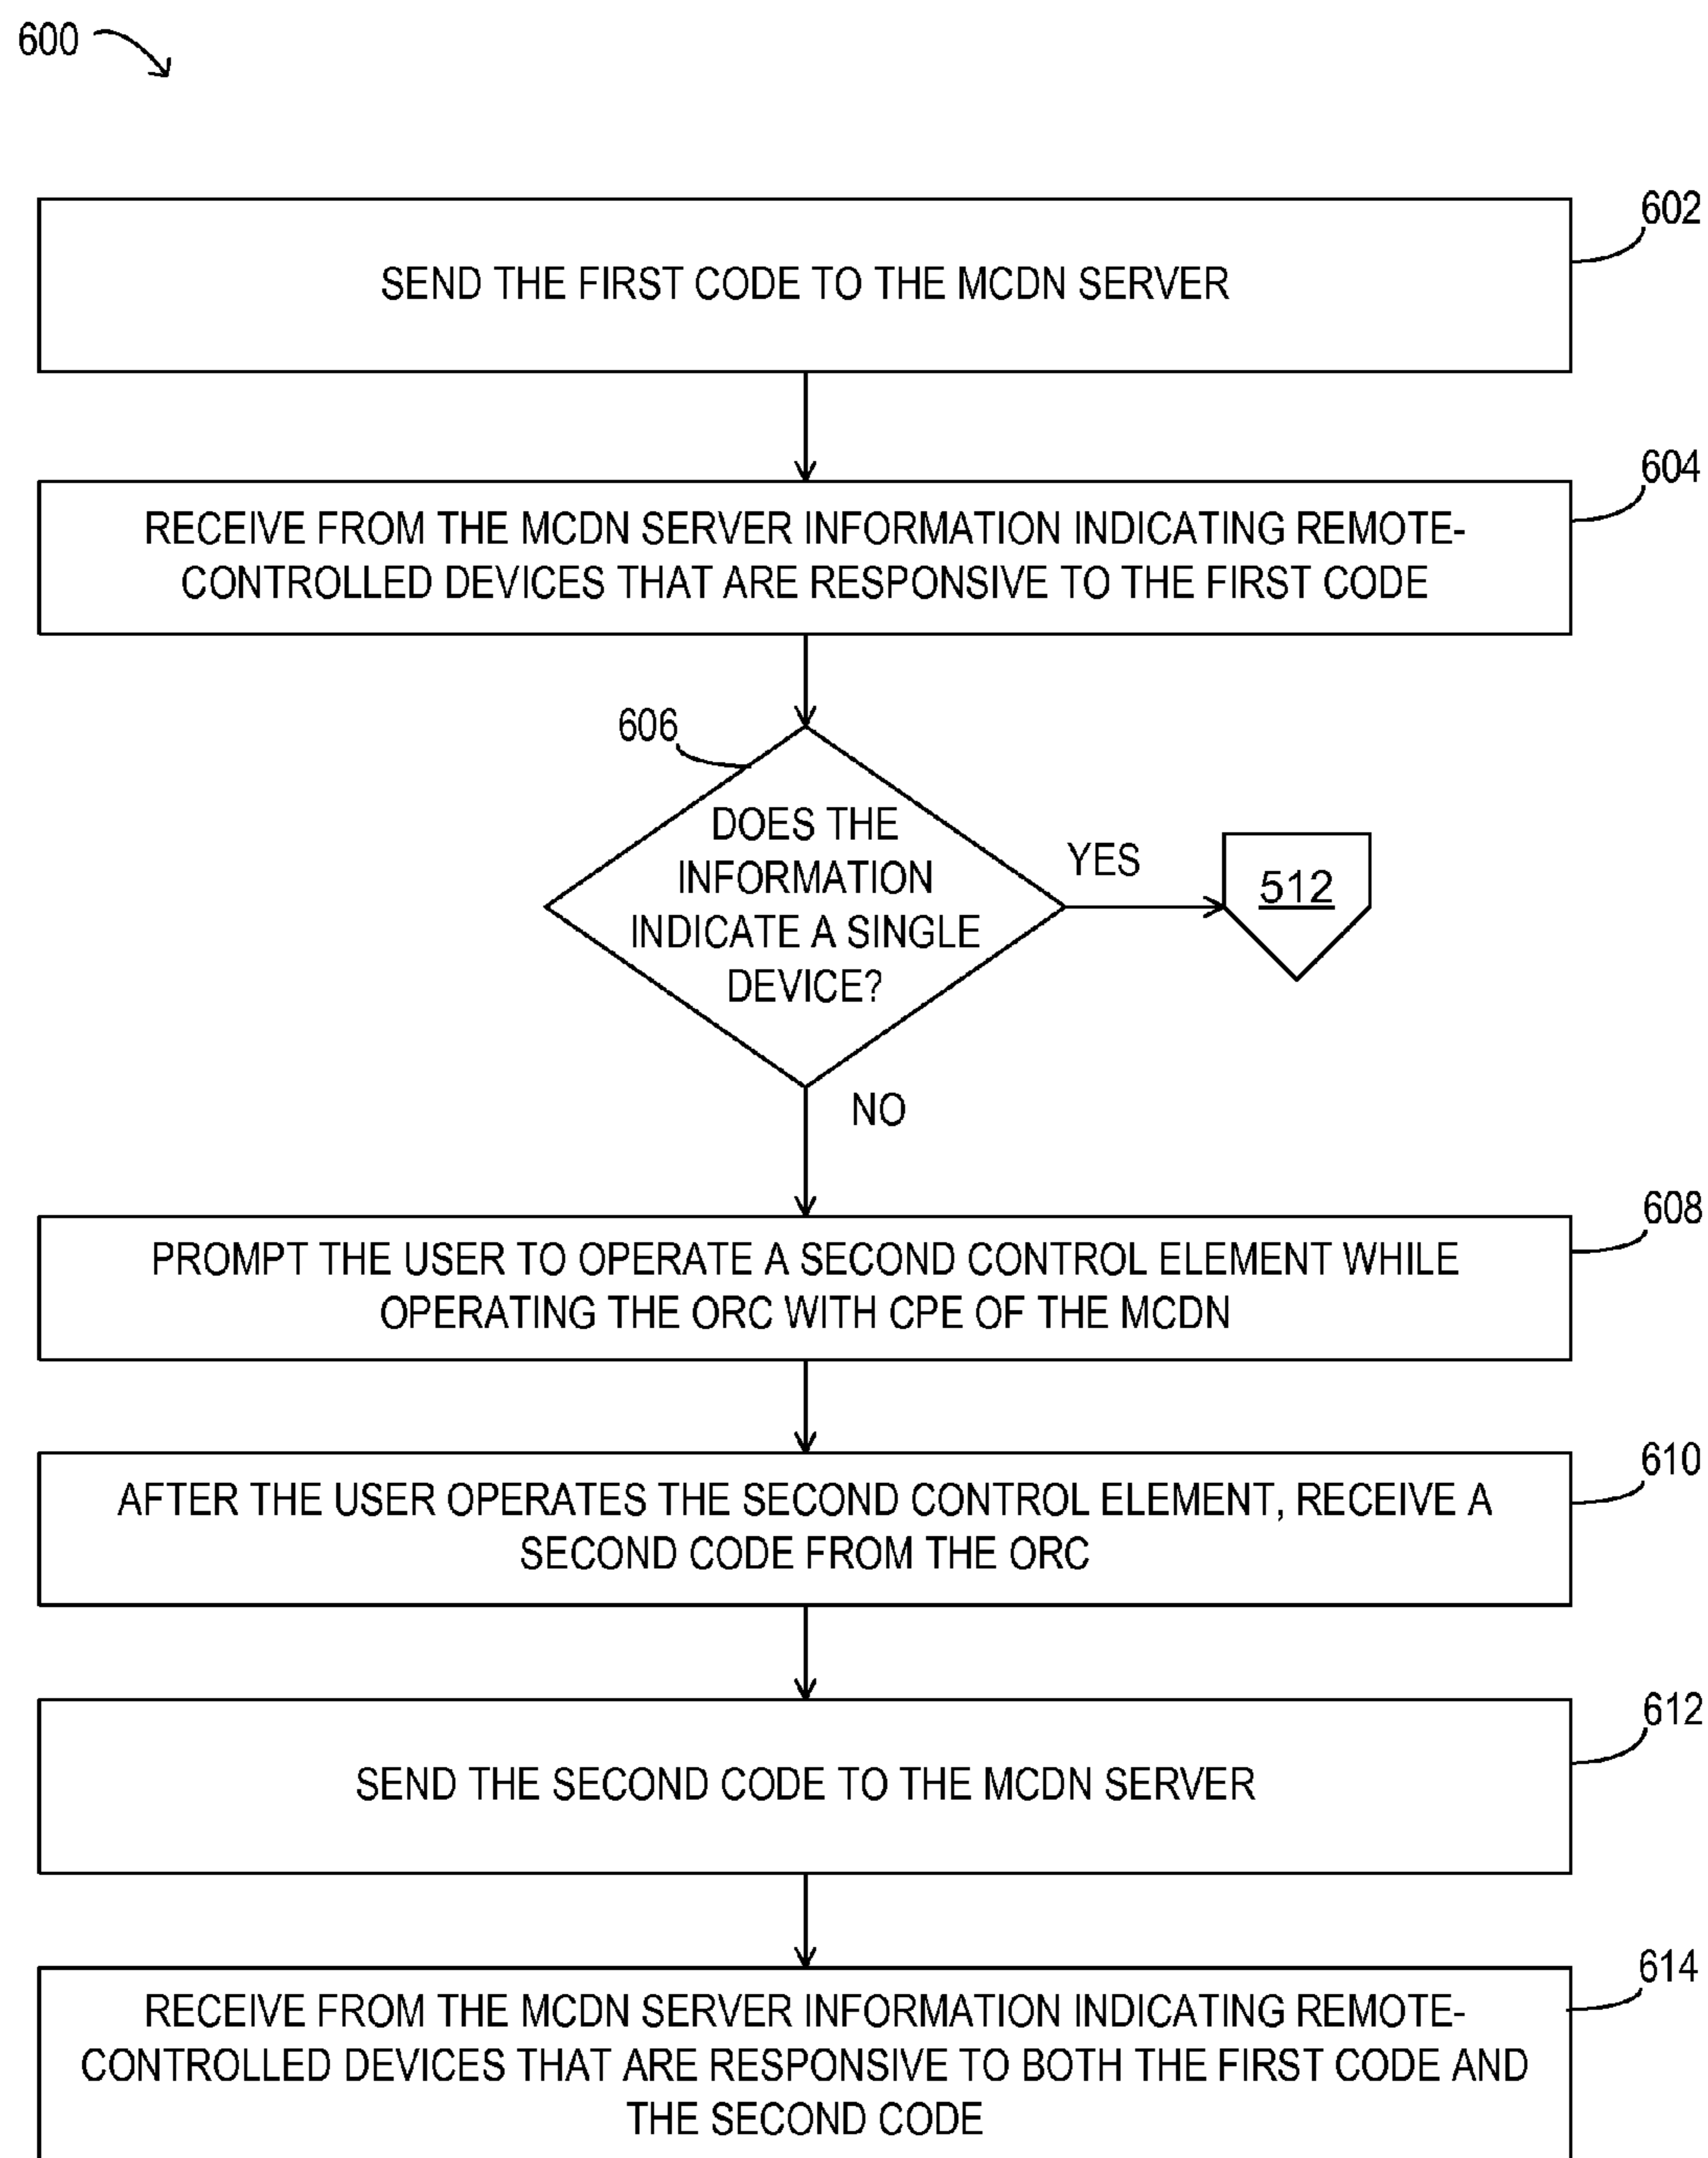 600
602
SEND THE FIRST CODE TO THE MCDN SERVER
604
RECEIVE FROM THE MCDN SERVER INFORMATION INDICATING REMOTE-
CONTROLLED DEVICES THAT ARE RESPONSIVE TO THE FIRST CODE
606
DOES THE
INFORMATION
INDICATE A SINGLE
DEVICE?
YES
512
NO
608
PROMPT THE USER TO OPERATE A SECOND CONTROL ELEMENT WHILE
OPERATING THE ORC WITH CPE OF THE MCDN
610
AFTER THE USER OPERATES THE SECOND CONTROL ELEMENT, RECEIVE A
SECOND CODE FROM THE ORC
612
SEND THE SECOND CODE TO THE MCDN SERVER
614
RECEIVE FROM THE MCDN SERVER INFORMATION INDICATING REMOTE-
CONTROLLED DEVICES THAT ARE RESPONSIVE TO BOTH THE FIRST CODE AND
THE SECOND CODE